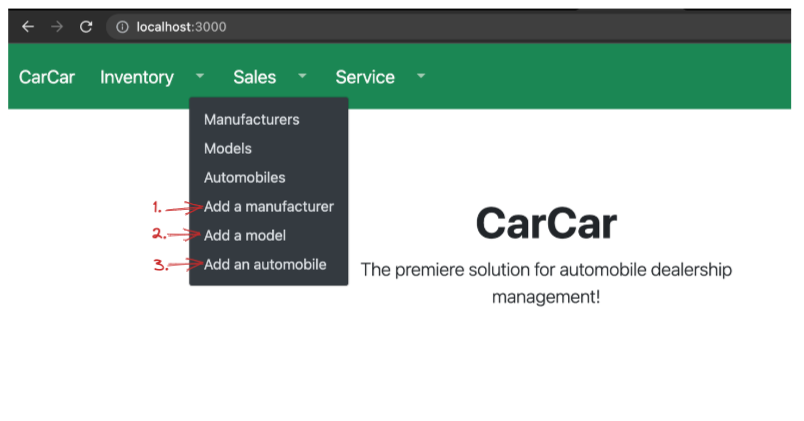 localhost:3000
CarCar Inventory Sales Service
Manufacturers
Models
Automobiles
1. Add a manufacturer
2. Add a model
3. Add an automobile
CarCar
The premiere solution for automobile dealership
management!